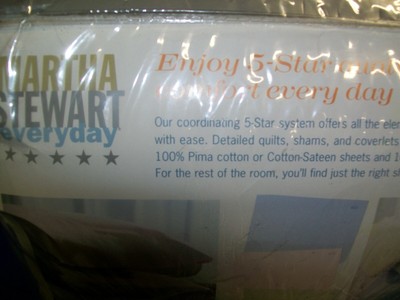 MARTHA
STEWART
everyday
Enjoy 5-Star
comfort every day
Our coordinating 5-Star system offers all the
with ease. Detailed quilts, shams, and coverlets
100% Pima cotton or Cotton-Sateen sheets and
For the rest of the room, you'll find just the right